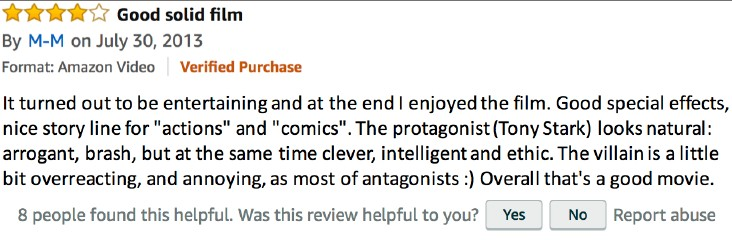 Good solid film
By M-M on July 30, 2013
Format: Amazon Video Verified Purchase
It turned out to be entertaining and at the end I enjoyed the film. Good special effects,
nice story line for "actions" and "comics". The protagonist (Tony Stark) looks natural:
arrogant, brash, but at the same time clever, intelligent and ethic. The villain is a little
bit overreacting, and annoying, as most of antagonists :) Overall that's a good movie.
8 people found this helpful. Was this review helpful to you? Yes No Report abuse